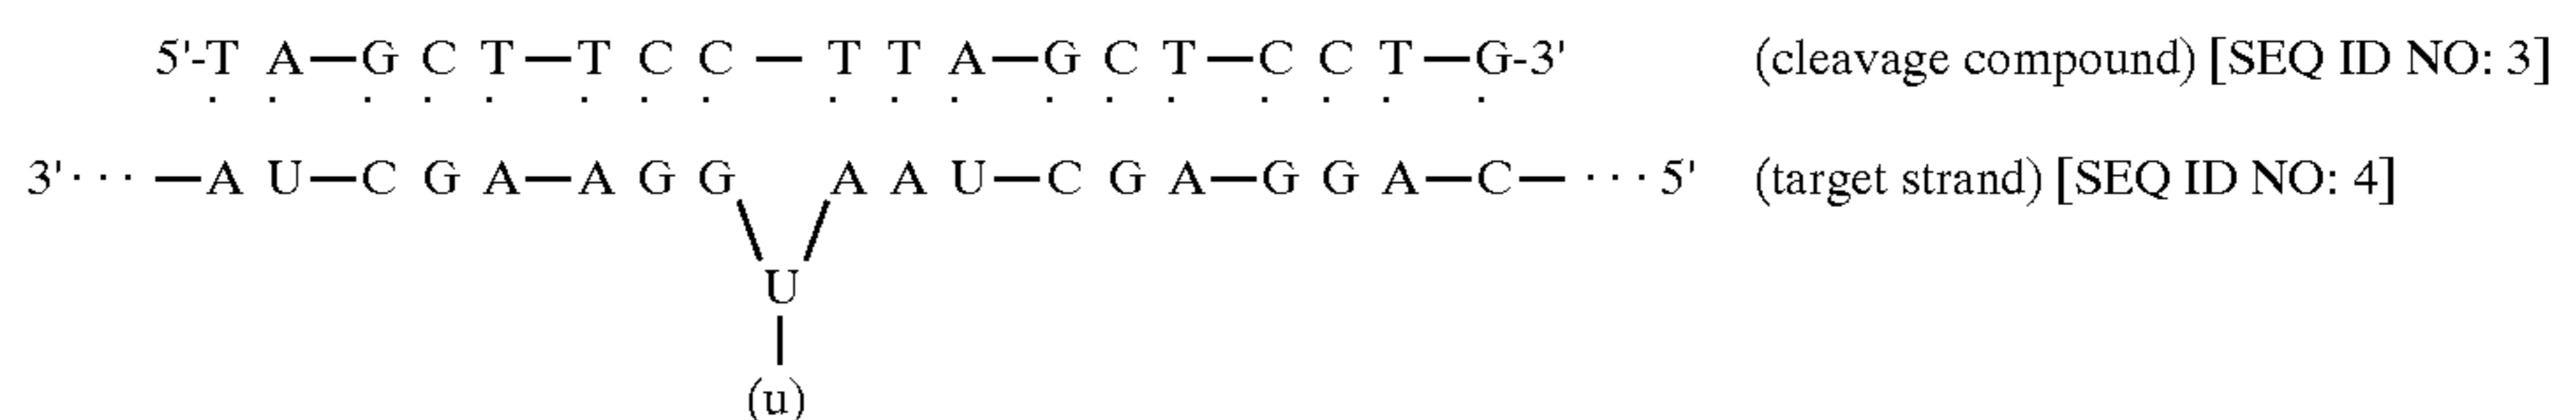 5'-T A—G C T—T C C — T T A—G C T—C C T—G-3' (cleavage compound) [SEQ ID NO: 3]
3'· · · —A U—C G A—A G G A A U—C G A—G G A—C— · · · 5' (target strand) [SEQ ID NO: 4]
U
(u)